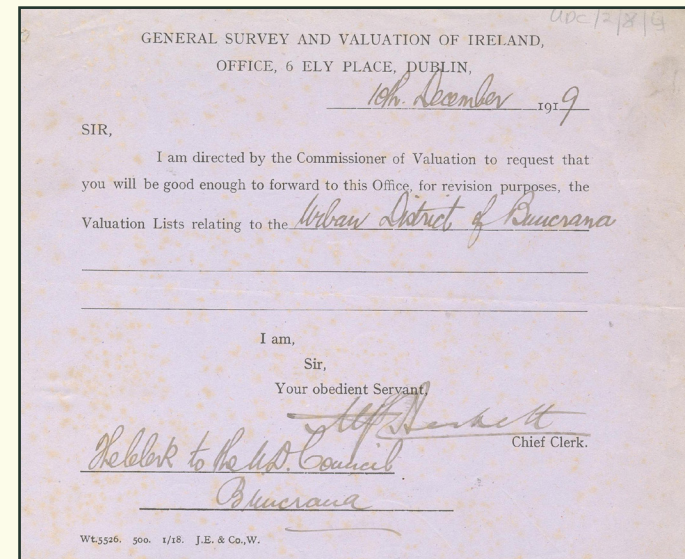 UDC/2/8/9
GENERAL SURVEY AND VALUATION OF IRELAND,
OFFICE, 6 ELY PLACE, DUBLIN,
10th. December 1919
SIR,
I am directed by the Commissioner of Valuation to request that
you will be good enough to forward to this Office, for revision purposes, the
Valuation Lists relating to the Urban District of Buncrana
I am,
Sir,
Your obedient Servant,
Chief Clerk.
The Clerk to the U.D. Council
Buncrana
Wt.5526. 500. 1/18. J.E. & Co.,W.